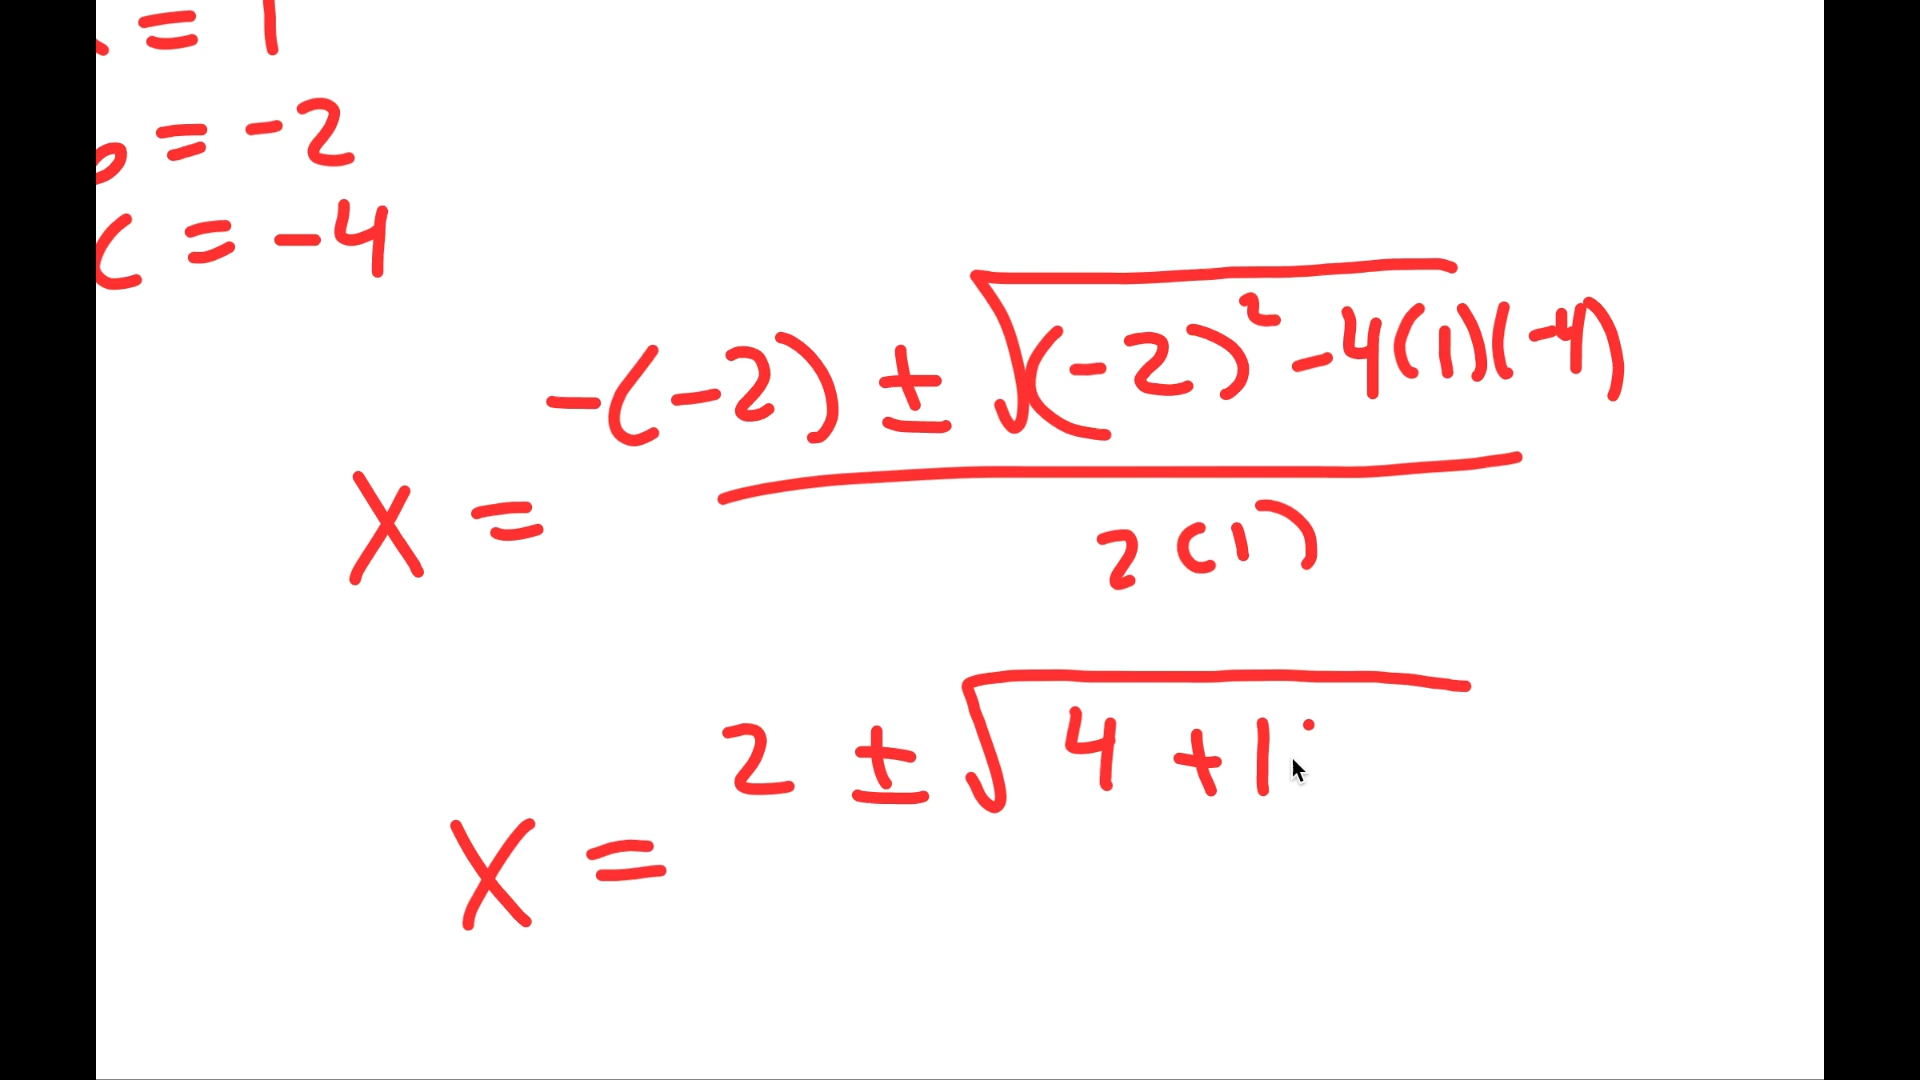 = 1
b = -2
c = -4
x = (-(-2) ± √((-2)² - 4(1)(-4))) / 2(1)
x = 2 ± √(4 + 1